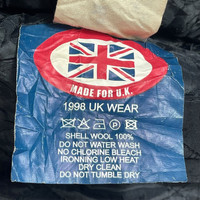 MADE FOR U.K.
1998 UK WEAR
SHELL WOOL 100%
DO NOT WATER WASH
NO CHLORINE BLEACH
IRONNING LOW HEAT
DRY CLEAN
DO NOT TUMBLE DRY